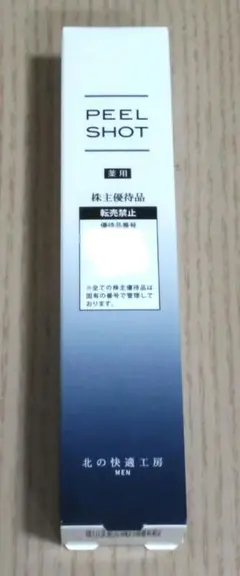 PEEL
SHOT
薬用
株主優待品
転売禁止
優待品番号
※全ての株主優待品は
固有の番号で管理して
おります。
北の快適工房
MEN